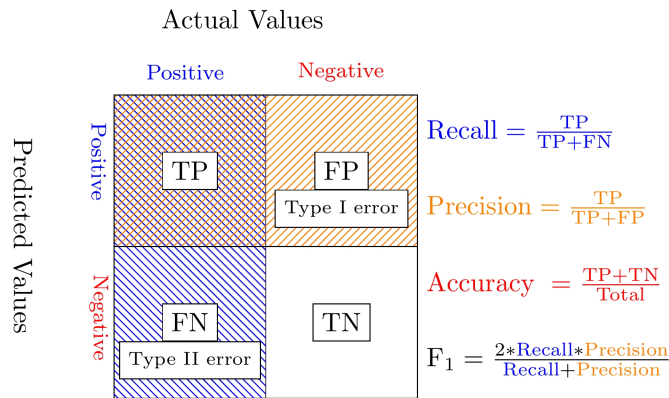 Actual Values
Positive Negative
Predicted Values
Positive
Negative
TP
FP
Type I error
FN
Type II error
TN
Recall = TP/TP+FN
Precision = TP/TP+FP
Accuracy = TP+TN/Total
F₁ = 2*Recall*Precision/Recall+Precision